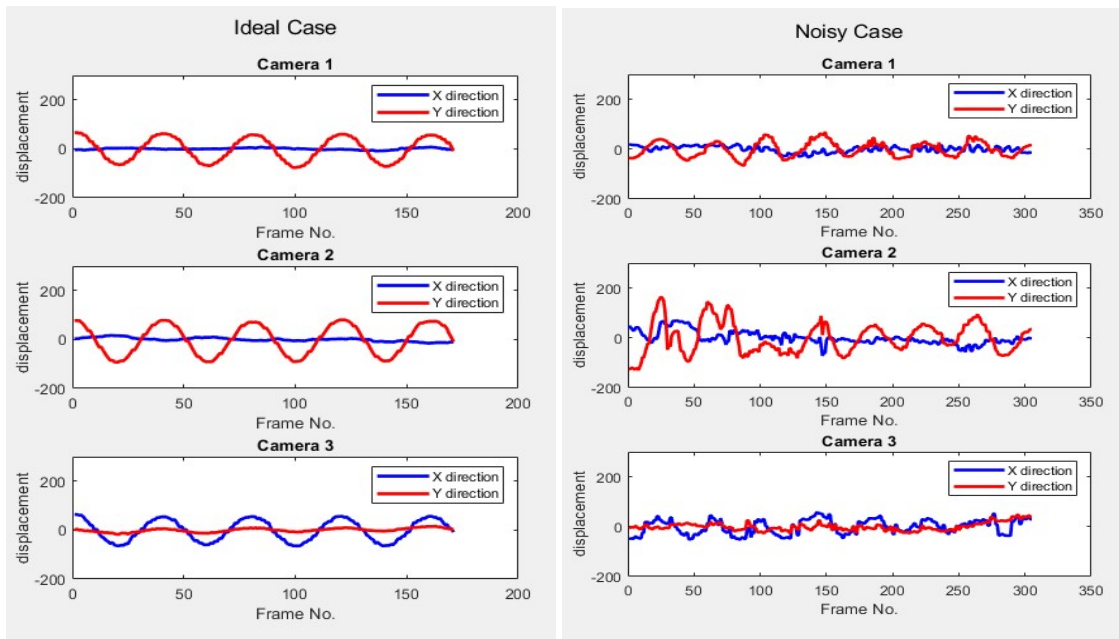 Ideal Case
Camera 1
displacement
200
0
-200
X direction
Y direction
0 50 100 150 200
Frame No.
Camera 2
displacement
200
0
-200
X direction
Y direction
0 50 100 150 200
Frame No.
Camera 3
displacement
200
0
-200
X direction
Y direction
0 50 100 150 200
Frame No.
Noisy Case
Camera 1
displacement
200
0
-200
X direction
Y direction
0 50 100 150 200 250 300 350
Frame No.
Camera 2
displacement
200
0
-200
X direction
Y direction
0 50 100 150 200 250 300 350
Frame No.
Camera 3
displacement
200
0
-200
X direction
Y direction
0 50 100 150 200 250 300 350
Frame No.